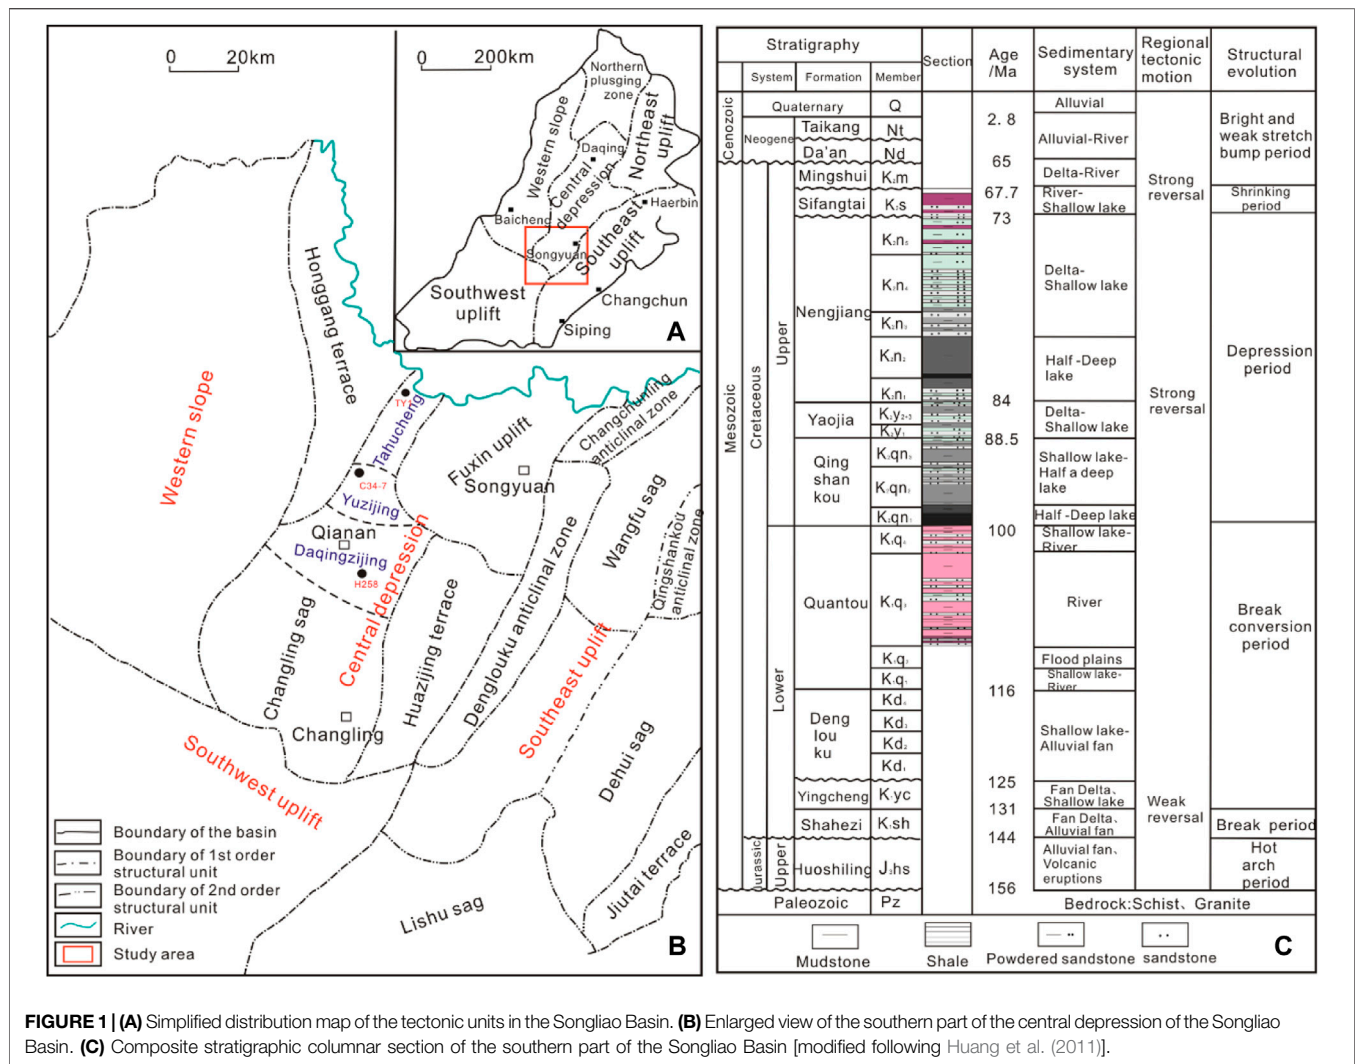 0 20km
0 200km
Northern
plusging
zone
Western slope
Northeast
uplift
Daqing
Central
depression
Baicheng
Haerbin
Songyuan
Southeast
uplift
Southwest
uplift
Changchun
Siping
A
Honggang terrace
Western slope
TY1
Tahucheng
Fuxin uplift
Changchunling
anticlinal zone
C34-7
Yuzijing
Songyuan
Qianan
Daqingzijing
H258
Central depression
Wangfu sag
Qingshankou
anticlinal zone
Changling sag
Huazijing terrace
Denglouku anticlinal zone
Southeast uplift
Changling
Southwest uplift
Dehui sag
Jiutai terrace
Lishu sag
Boundary of the basin
Boundary of 1st order
structural unit
Boundary of 2nd order
structural unit
River
Study area
B
Stratigraphy
System Formation Member
Section
Age
/Ma
Sedimentary
system
Regional
tectonic
motion
Structural
evolution
Cenozoic
Quaternary Q
Neogene
Taikang Nt
Da'an Nd
Mesozoic
Cretaceous
Upper
Mingshui K₂m
Sifangtai K₂s
Nengjiang
K₂n₅
K₂n₄
K₂n₃
K₂n₂
K₂n₁
Yaojia
K₂y₂₊₃
K₂y₁
Qing
shan
kou
K₂qn₃
K₂qn₂
K₂qn₁
Lower
Quantou
K₁q₄
K₁q₃
K₁q₂
K₁q₁
Deng
lou
ku
Kd₄
Kd₃
Kd₂
Kd₁
Yingcheng K₁yc
Shahezi K₁sh
Jurassic
Upper
Huoshiling J₃hs
Paleozoic Pz
2. 8
65
67.7
73
84
88.5
100
116
125
131
144
156
Alluvial
Alluvial-River
Delta-River
River-
Shallow lake
Delta-
Shallow lake
Half -Deep
lake
Delta-
Shallow lake
Shallow lake-
Half a deep
lake
Half -Deep lake
Shallow lake-
River
River
Flood plains
Shallow lake-
River
Shallow lake-
Alluvial fan
Fan Delta、
Shallow lake
Fan Delta、
Alluvial fan
Alluvial fan、
Volcanic
eruptions
Bedrock:Schist、Granite
Strong
reversal
Strong
reversal
Weak
reversal
Bright and
weak stretch
bump period
Shrinking
period
Depression
period
Break
conversion
period
Break period
Hot
arch
period
Mudstone Shale Powdered sandstone sandstone
C
FIGURE 1 | (A) Simplified distribution map of the tectonic units in the Songliao Basin. (B) Enlarged view of the southern part of the central depression of the Songliao
Basin. (C) Composite stratigraphic columnar section of the southern part of the Songliao Basin [modified following Huang et al. (2011)].